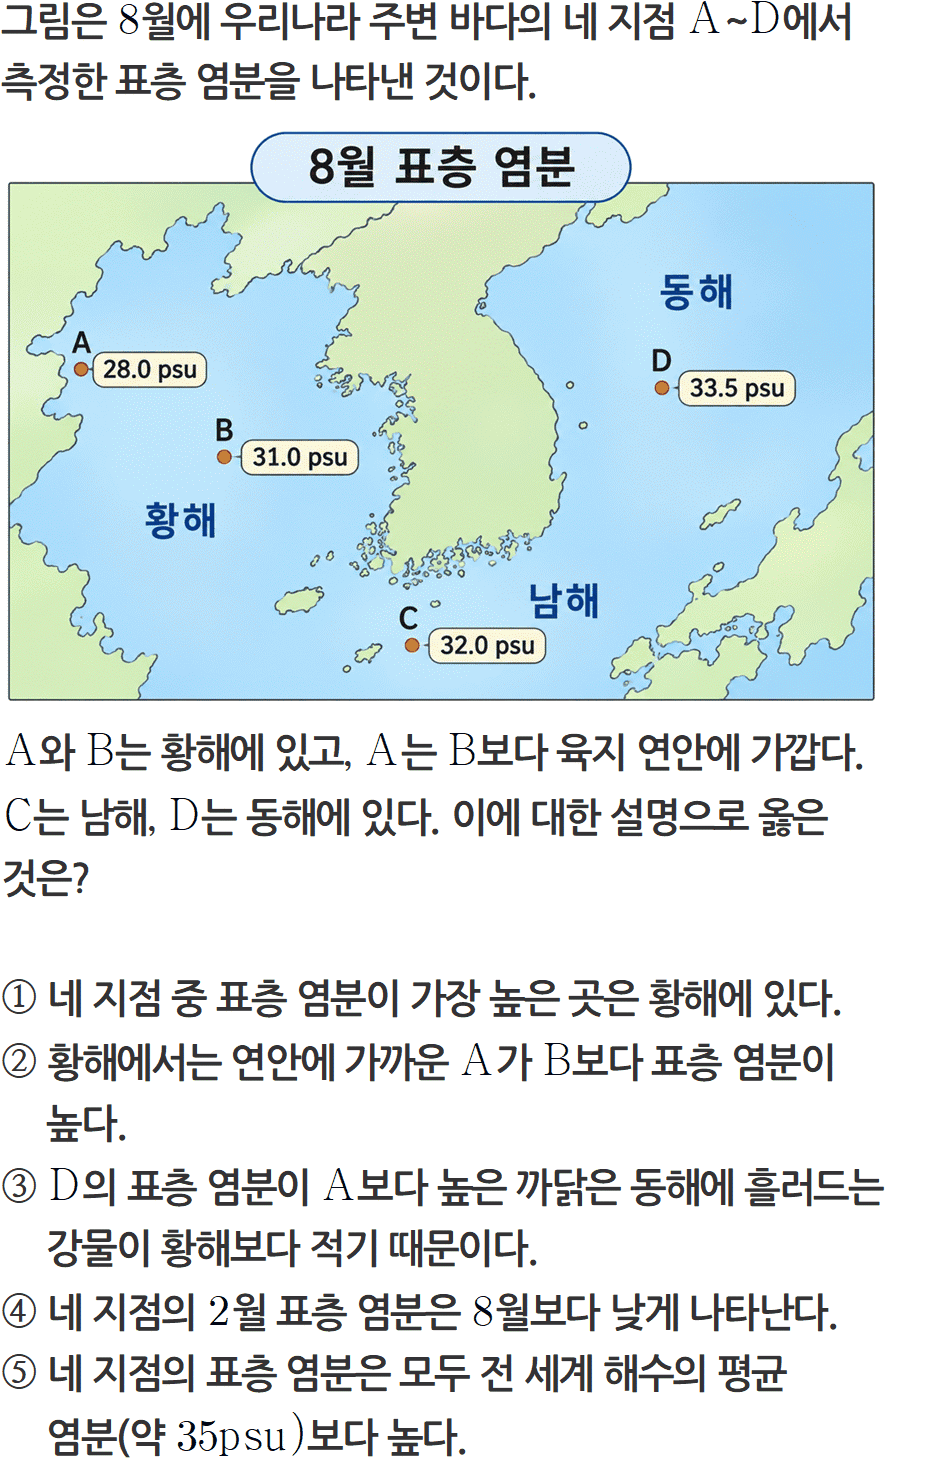 그림은 8월에 우리나라 주변 바다의 네 지점 A~D에서
측정한 표층 염분을 나타낸 것이다.
8월 표층 염분
동해
A
28.0 psu
D
33.5 psu
B
31.0 psu
황해
남해
C
32.0 psu
A와 B는 황해에 있고, A는 B보다 육지 연안에 가깝다.
C는 남해, D는 동해에 있다. 이에 대한 설명으로 옳은
것은?
① 네 지점 중 표층 염분이 가장 높은 곳은 황해에 있다.
② 황해에서는 연안에 가까운 A가 B보다 표층 염분이
높다.
③ D의 표층 염분이 A보다 높은 까닭은 동해에 흘러드는
강물이 황해보다 적기 때문이다.
④ 네 지점의 2월 표층 염분은 8월보다 낮게 나타난다.
⑤ 네 지점의 표층 염분은 모두 전 세계 해수의 평균
염분(약 35psu)보다 높다.